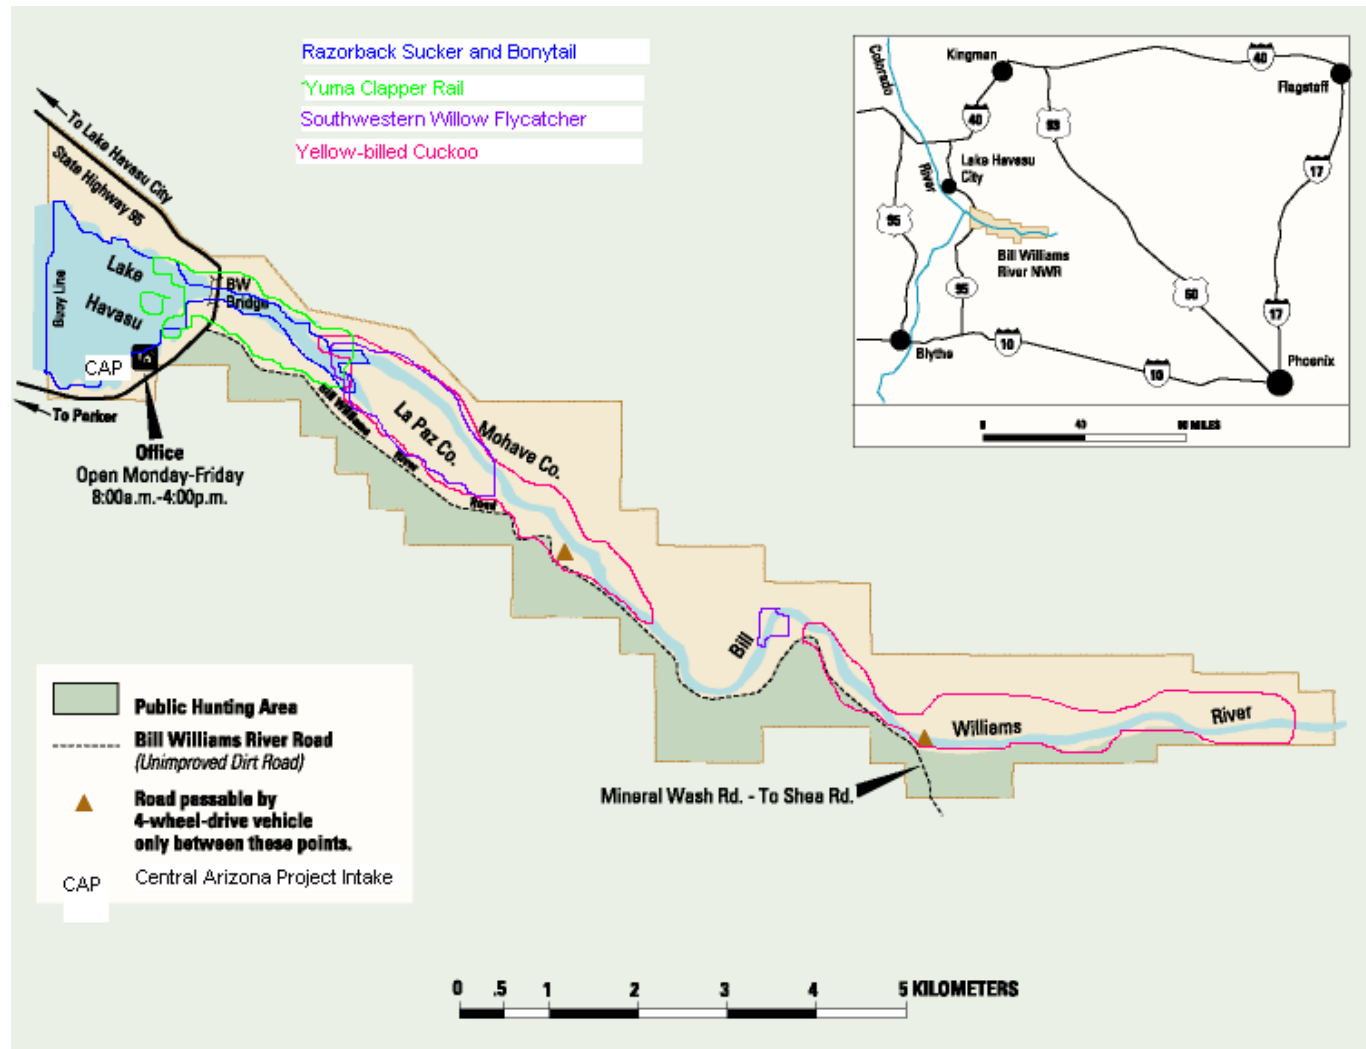 Razorback Sucker and Bonytail
Yuma Clapper Rail
Southwestern Willow Flycatcher
Yellow-billed Cuckoo
To Lake Havasu City
State Highway 95
Buoy Line
Lake
Havasu
BW
Bridge
CAP
To Parker
Office
Open Monday-Friday
8:00a.m.-4:00p.m.
Bill Williams
River
Road
La Paz Co.
Mohave Co.
Bill
Williams
River
Mineral Wash Rd. - To Shea Rd.
Colorado
River
Kingman
40
Flagstaff
40
93
Lake Havasu
City
17
95
Bill Williams
River NWR
95
60
17
Blythe
10
10
Phoenix
0
40
80 MILES
Public Hunting Area
Bill Williams River Road
(Unimproved Dirt Road)
Road passable by
4-wheel-drive vehicle
only between these points.
CAP
Central Arizona Project Intake
0 .5 1 2 3 4 5 KILOMETERS